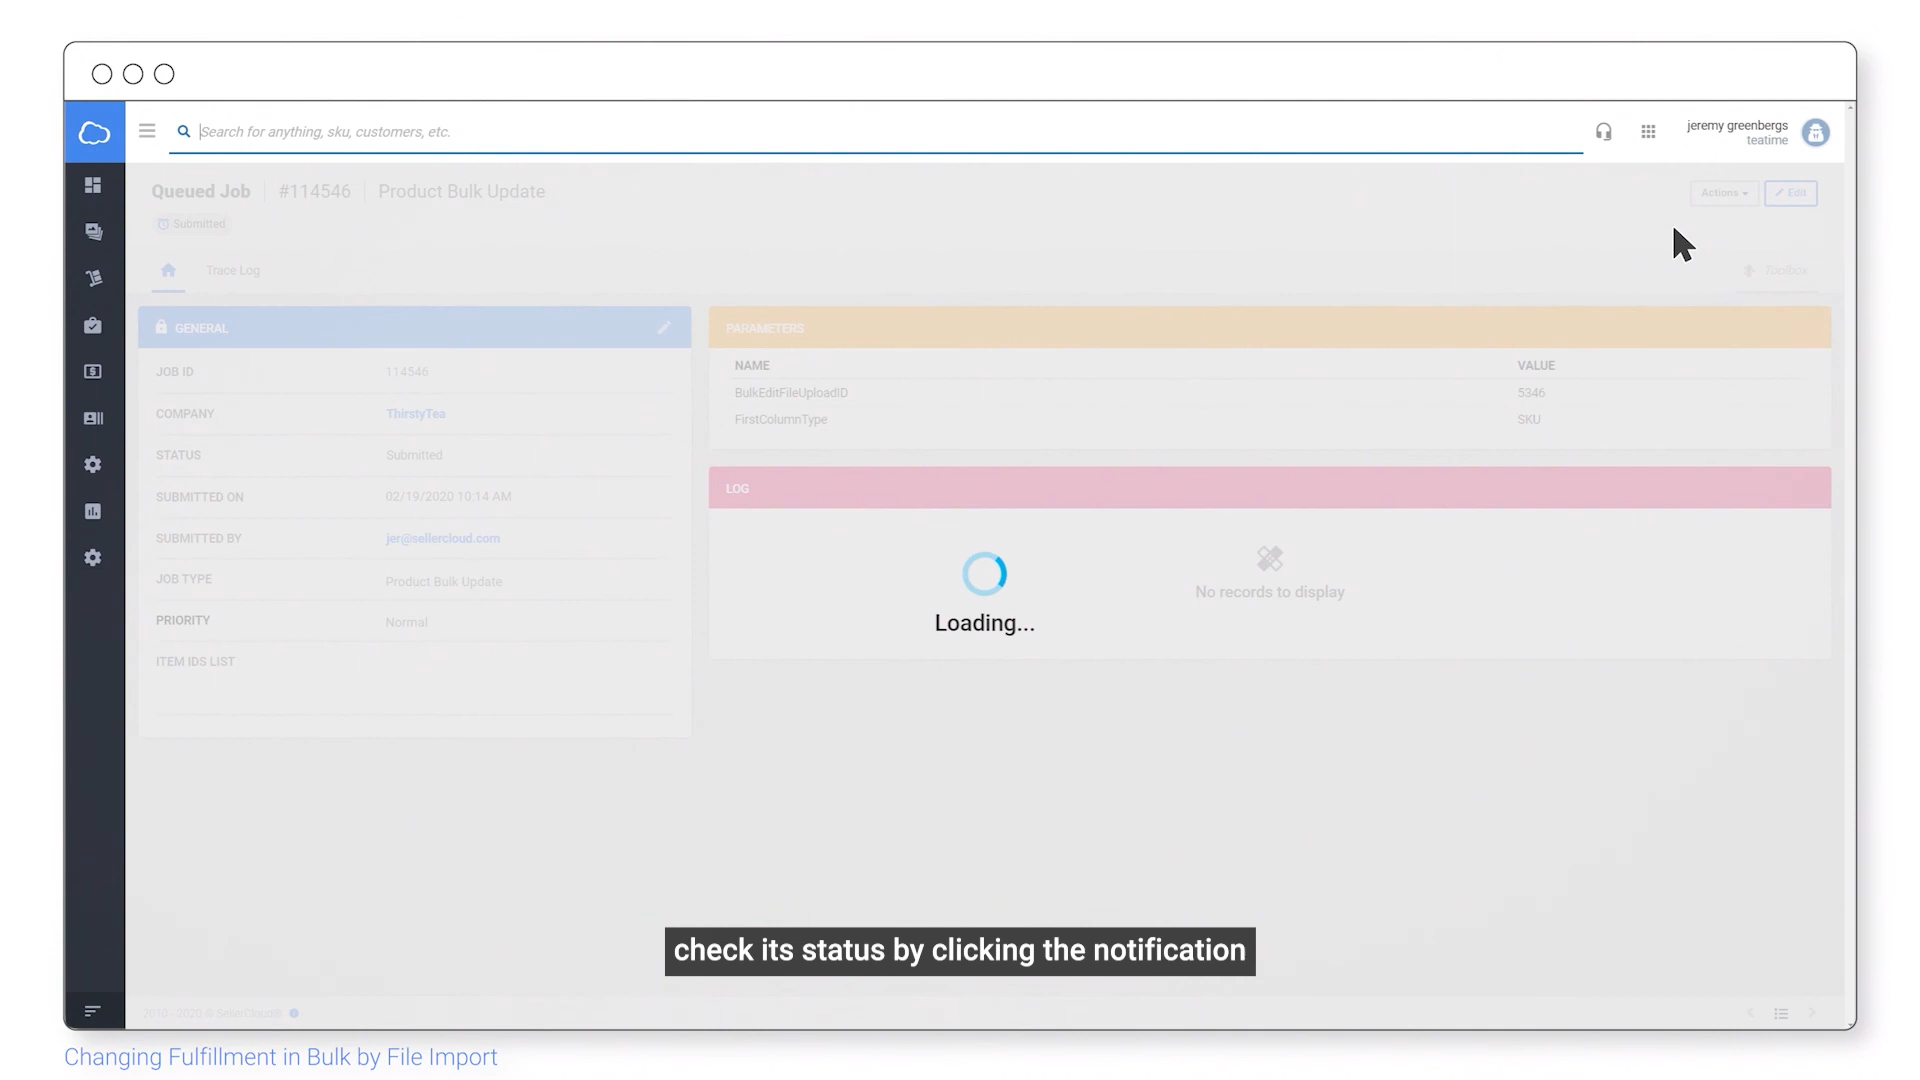 Search for anything, sku, customers, etc.
jeremy greenbergs
teatime
Queued Job #114546 Product Bulk Update
Actions
Edit
Submitted
Trace Log
Toolbox
GENERAL
JOB ID 114546
COMPANY ThirstyTea
STATUS Submitted
SUBMITTED ON 02/19/2020 10:14 AM
SUBMITTED BY jer@sellercloud.com
JOB TYPE Product Bulk Update
PRIORITY Normal
ITEM IDS LIST
PARAMETERS
NAME VALUE
BulkEditFileUploadID 5346
FirstColumnType SKU
LOG
No records to display
Loading...
check its status by clicking the notification
2010 - 2020 © SellerCloud®
Changing Fulfillment in Bulk by File Import